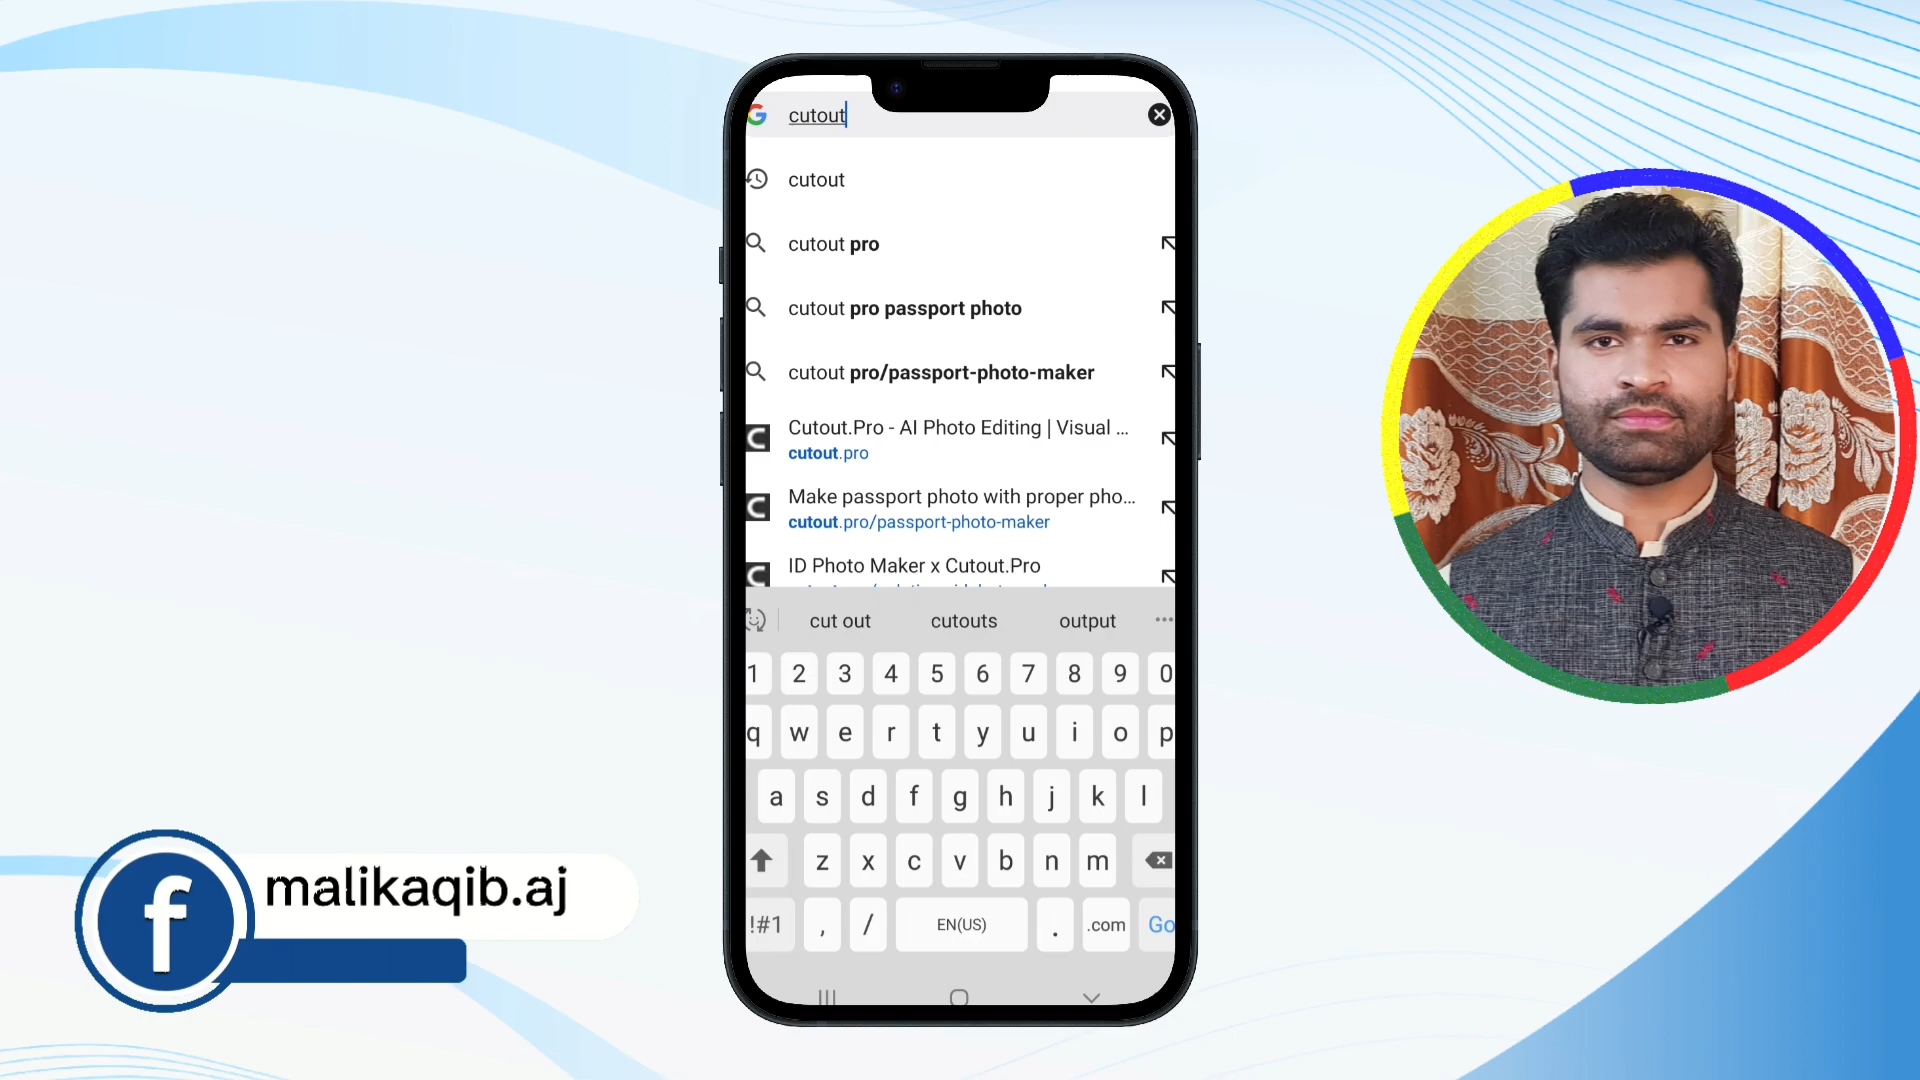 cutout
cutout
cutout pro
cutout pro passport photo
cutout pro/passport-photo-maker
Cutout.Pro - AI Photo Editing | Visual ...
cutout.pro
Make passport photo with proper pho...
cutout.pro/passport-photo-maker
ID Photo Maker x Cutout.Pro
cut out cutouts output
1 2 3 4 5 6 7 8 9 0
q w e r t y u i o p
a s d f g h j k l
z x c v b n m
!#1 , / EN(US) . .com Go
malikaqib.aj